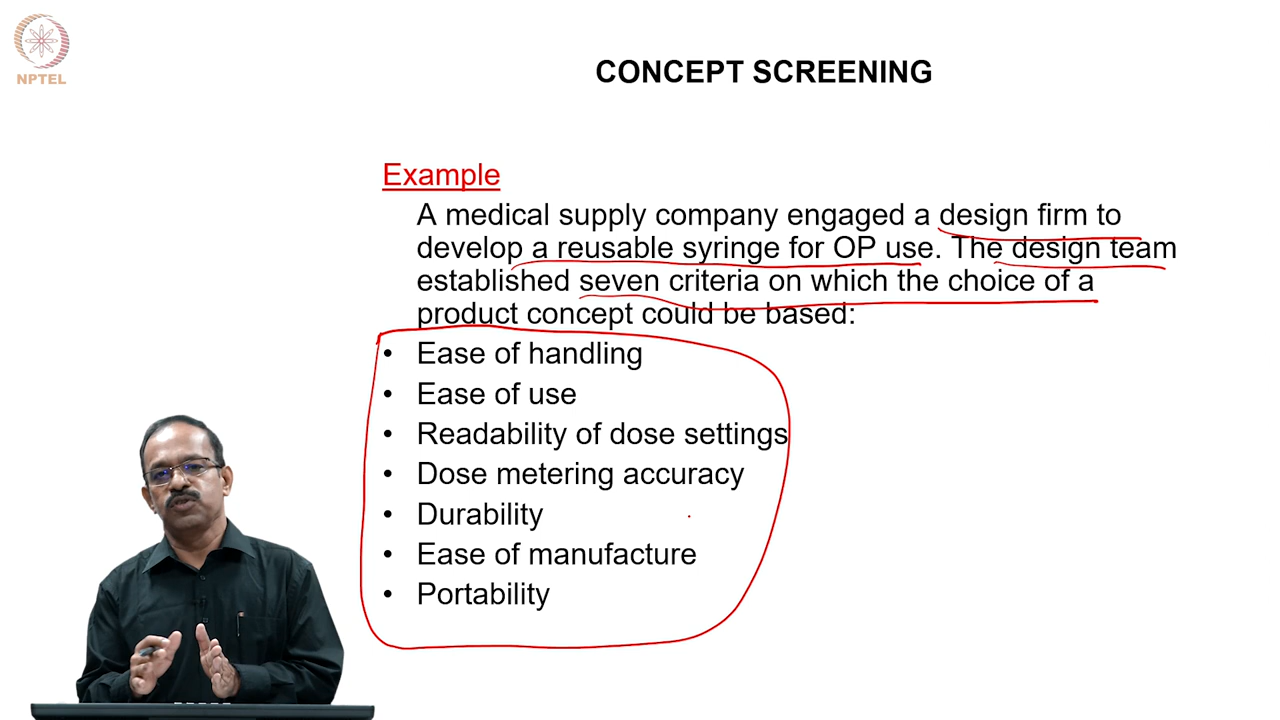 NPTEL
CONCEPT SCREENING
Example
A medical supply company engaged a design firm to
develop a reusable syringe for OP use. The design team
established seven criteria on which the choice of a
product concept could be based:
• Ease of handling
• Ease of use
• Readability of dose settings
• Dose metering accuracy
• Durability
• Ease of manufacture
• Portability